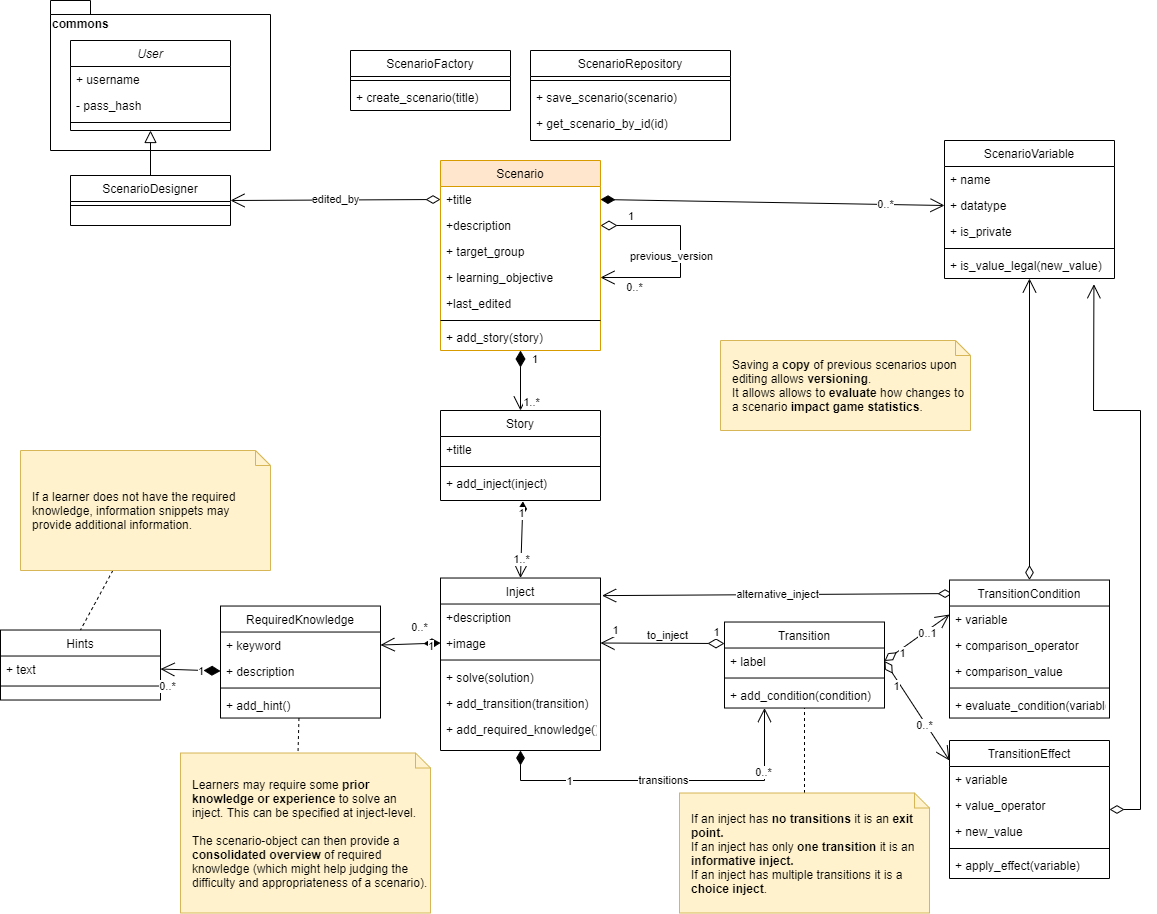 commons
User
+ username
- pass_hash
ScenarioDesigner
ScenarioFactory
+ create_scenario(title)
ScenarioRepository
+ save_scenario(scenario)
+ get_scenario_by_id(id)
edited_by
Scenario
+title
+description
+ target_group
+ learning_objective
+last_edited
+ add_story(story)
1
previous_version
0..*
0..*
ScenarioVariable
+ name
+ datatype
+ is_private
+ is_value_legal(new_value)
Saving a copy of previous scenarios upon
editing allows versioning.
It allows allows to evaluate how changes to
a scenario impact game statistics.
1
1..*
Story
+title
+ add_inject(inject)
1
1..*
If a learner does not have the required
knowledge, information snippets may
provide additional information.
Hints
+ text
0..*
1
RequiredKnowledge
+ keyword
+ description
+ add_hint()
0..*
1
Inject
+description
+image
+ solve(solution)
+ add_transition(transition)
+ add_required_knowledge(
alternative_inject
1
to_inject
1
Transition
+ label
+ add_condition(condition)
0..1
1
1
0..*
TransitionCondition
+ variable
+ comparison_operator
+ comparison_value
+ evaluate_condition(variabl
TransitionEffect
+ variable
+ value_operator
+ new_value
+ apply_effect(variable)
1
transitions
0..*
Learners may require some prior
knowledge or experience to solve an
inject. This can be specified at inject-level.
The scenario-object can then provide a
consolidated overview of required
knowledge (which might help judging the
difficulty and appropriateness of a scenario).
If an inject has no transitions it is an exit
point.
If an inject has only one transition it is an
informative inject.
If an inject has multiple transitions it is a
choice inject.